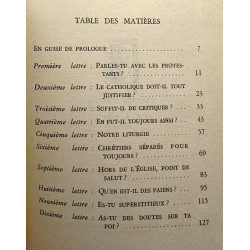 TABLE DES MATIÈRES
EN GUISE DE PROLOGUE . . . . . . 7
Première lettre : PARLES-TU AVEC LES PROTES-
TANTS ? . . . . . 11
Deuxième lettre : LE CATHOLIQUE DOIT-IL TOUT
JUSTIFIER ? . . . . 23
Troisième lettre : SUFFIT-IL DE CRITIQUES ? . 33
Quatrième lettre : EN FUT-IL TOUJOURS AINSI ? . 45
Cinquième lettre : NOTRE LITURGIE . . . . 57
Sixième lettre : CHRÉTIENS SÉPARÉS POUR
TOUJOURS ? . . . . 69
Septième lettre : HORS DE L'ÉGLISE, POINT DE
SALUT ? . . . . . 83
Huitième lettre : QU'EN EST-IL DES PAIENS ? . 95
Neuvième lettre : ES-TU SUPERSTITIEUX ? . . 115
Dixième lettre : AS-TU DES DOUTES SUR TA
FOI ? . . . . . . 127